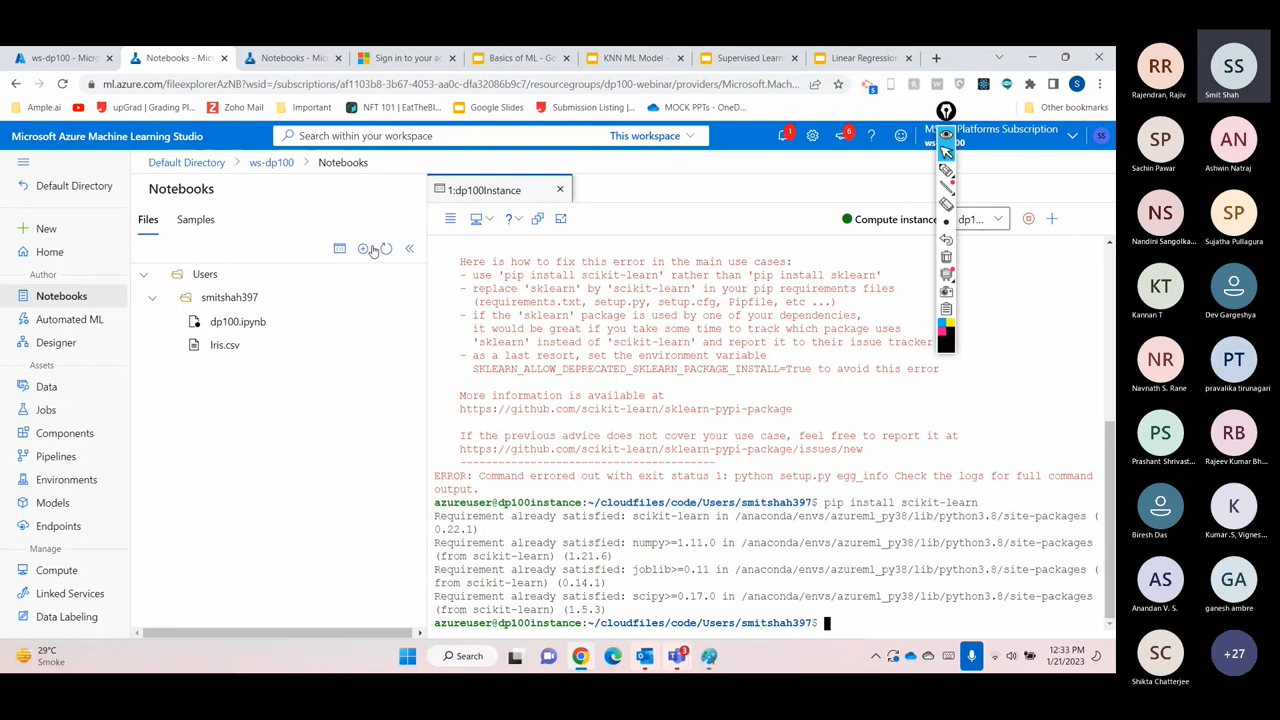 ws-dp100 - Micro
Notebooks - Mic
Notebooks - Micr
Sign in to your a
Basics of ML - Go
KNN ML Model -
Supervised Learn
Linear Regressio
ml.azure.com/fileexplorerAzNB?wsid=/subscriptions/af1103b8-3b67-4053-aa0c-dfa32086b9c7/resourcegroups/dp100-webinar/providers/Microsoft.Mach...
Ample.ai
upGrad | Grading Pl...
Zoho Mail
Important
NFT 101 | EatTheBl...
Google Slides
Submission Listing /...
MOCK PPTs - OneD...
Other bookmarks
Microsoft Azure Machine Learning Studio
Search within your workspace
This workspace
1
6
Platforms Subscription
SS
Default Directory
ws-dp100
Notebooks
Default Directory
New
Home
Author
Notebooks
Automated ML
Designer
Assets
Data
Jobs
Components
Pipelines
Environments
Models
Endpoints
Manage
Compute
Linked Services
Data Labeling
Notebooks
Files
Samples
Users
smitshah397
dp100.ipynb
Iris.csv
1:dp100Instance
Compute instance
dp1...
Here is how to fix this error in the main use cases:
- use 'pip install scikit-learn' rather than 'pip install sklearn'
- replace 'sklearn' by 'scikit-learn' in your pip requirements files
(requirements.txt, setup.py, setup.cfg, Pipfile, etc ...)
- if the 'sklearn' package is used by one of your dependencies,
it would be great if you take some time to track which package uses
'sklearn' instead of 'scikit-learn' and report it to their issue tracker
- as a last resort, set the environment variable
SKLEARN_ALLOW_DEPRECATED_SKLEARN_PACKAGE_INSTALL=True to avoid this error
More information is available at
https://github.com/scikit-learn/sklearn-pypi-package
If the previous advice does not cover your use case, feel free to report it at
https://github.com/scikit-learn/sklearn-pypi-package/issues/new
----------------------------------------
ERROR: Command errored out with exit status 1: python setup.py egg_info Check the logs for full command
output.
azureuser@dp100instance:~/cloudfiles/code/Users/smitshah397$ pip install scikit-learn
Requirement already satisfied: scikit-learn in /anaconda/envs/azureml_py38/lib/python3.8/site-packages (
0.22.1)
Requirement already satisfied: numpy>=1.11.0 in /anaconda/envs/azureml_py38/lib/python3.8/site-packages
(from scikit-learn) (1.21.6)
Requirement already satisfied: joblib>=0.11 in /anaconda/envs/azureml_py38/lib/python3.8/site-packages (
from scikit-learn) (0.14.1)
Requirement already satisfied: scipy>=0.17.0 in /anaconda/envs/azureml_py38/lib/python3.8/site-packages
(from scikit-learn) (1.5.3)
azureuser@dp100instance:~/cloudfiles/code/Users/smitshah397$
29°C
Smoke
Search
3
12:33 PM
1/21/2023
RR
Rajendran, Rajiv
SS
Smit Shah
SP
Sachin Pawar
AN
Ashwin Natraj
NS
Nandini Sangolka...
SP
Sujatha Pullagura
KT
Kannan T
Dev Gargeshya
NR
Navnath S. Rane
PT
pravalika tirunagari
PS
Prashant Shrivast...
RB
Rajeev Kumar Bh...
Biresh Das
K
Kumar .S, Vignes...
AS
Anandan V. S.
GA
ganesh ambre
SC
Shikta Chatterjee
+27